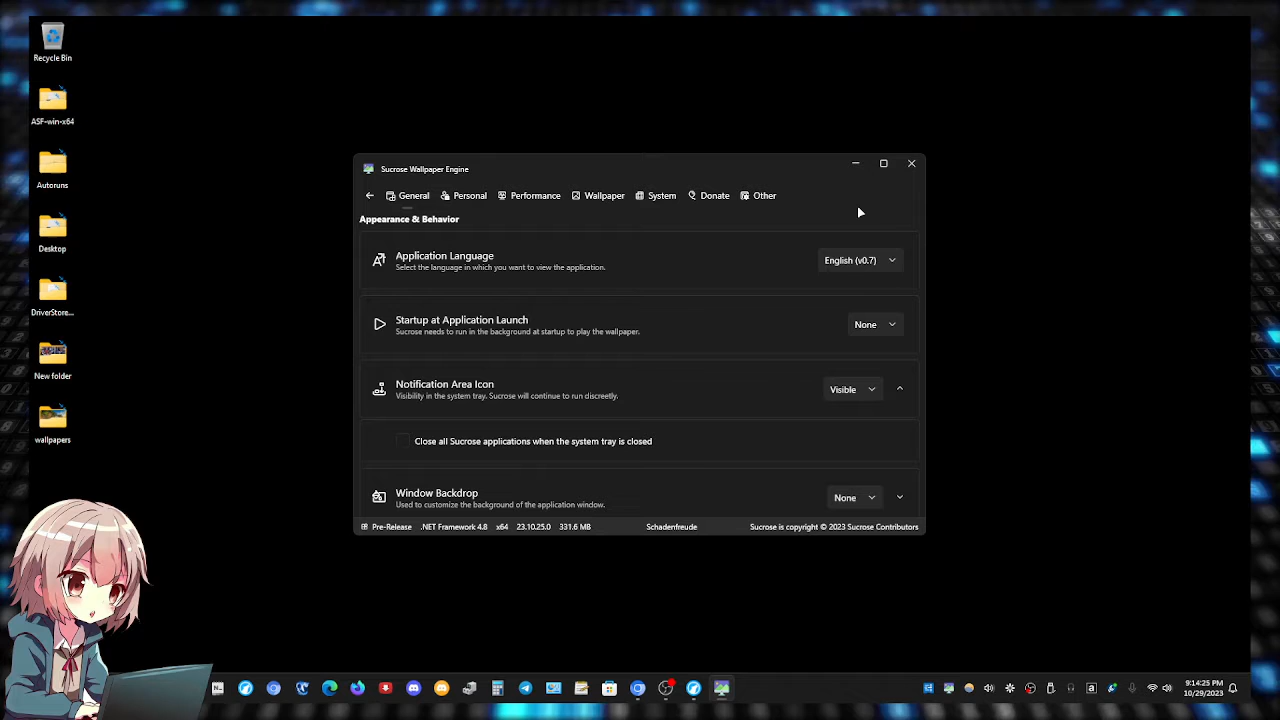 Recycle Bin
ASF-win-x64
Autoruns
Desktop
DriverStore...
New folder
wallpapers
Sucrose Wallpaper Engine
General Personal Performance Wallpaper System Donate Other
Appearance & Behavior
Application Language
Select the language in which you want to view the application.
English (v0.7)
Startup at Application Launch
Sucrose needs to run in the background at startup to play the wallpaper.
None
Notification Area Icon
Visibility in the system tray. Sucrose will continue to run discreetly.
Visible
Close all Sucrose applications when the system tray is closed
Window Backdrop
Used to customize the background of the application window.
None
Pre-Release .NET Framework 4.8 x64 23.10.25.0 331.6 MB Schadenfreude Sucrose is copyright © 2023 Sucrose Contributors
9:14:25 PM
10/29/2023